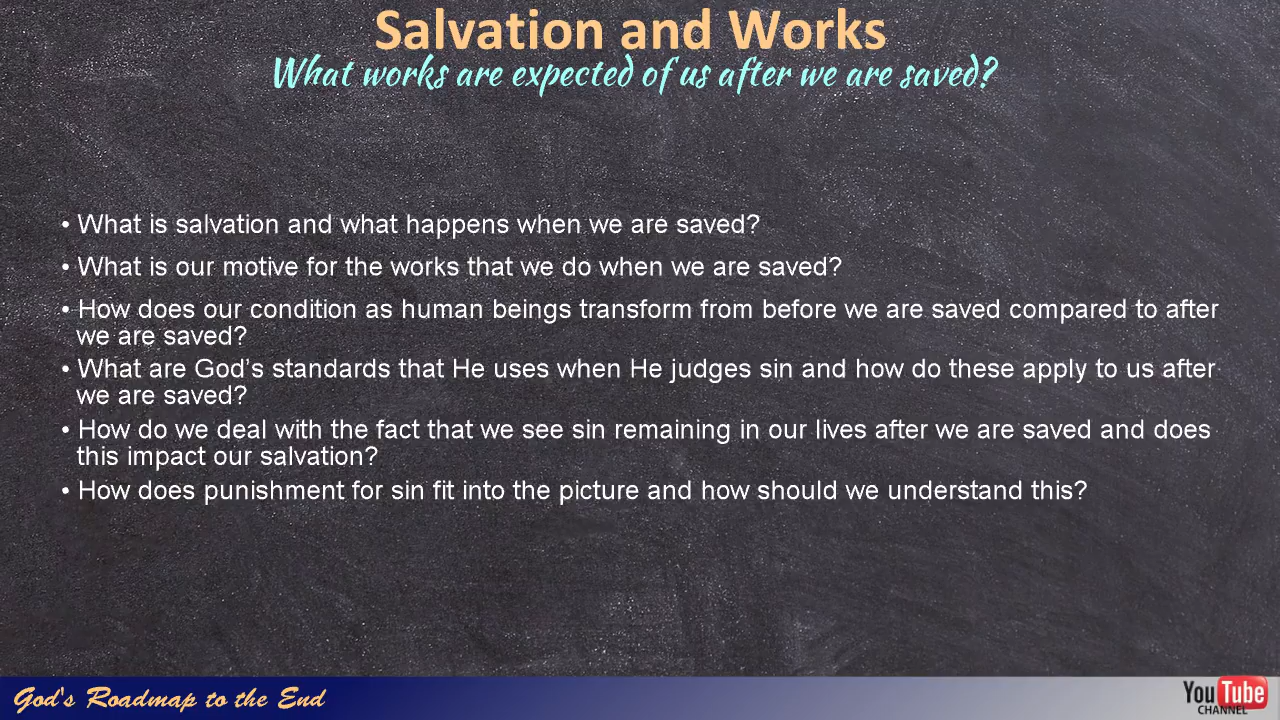 Salvation and Works
What works are expected of us after we are saved?
• What is salvation and what happens when we are saved?
• What is our motive for the works that we do when we are saved?
• How does our condition as human beings transform from before we are saved compared to after
we are saved?
• What are God’s standards that He uses when He judges sin and how do these apply to us after
we are saved?
• How do we deal with the fact that we see sin remaining in our lives after we are saved and does
this impact our salvation?
• How does punishment for sin fit into the picture and how should we understand this?
God's Roadmap to the End
YouTube
CHANNEL